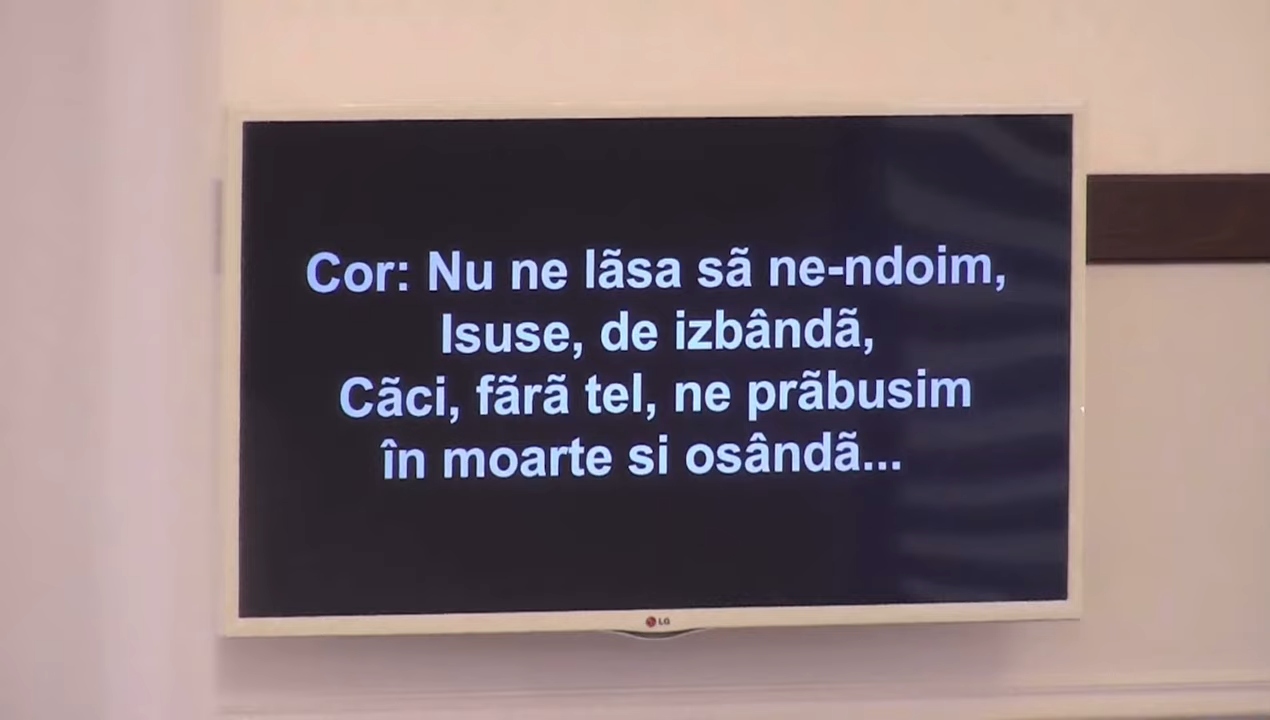 Cor: Nu ne lãsa sã ne-ndoim,
Isuse, de izbândã,
Cãci, fãrã tel, ne prãbusim
în moarte si osândã...
LG